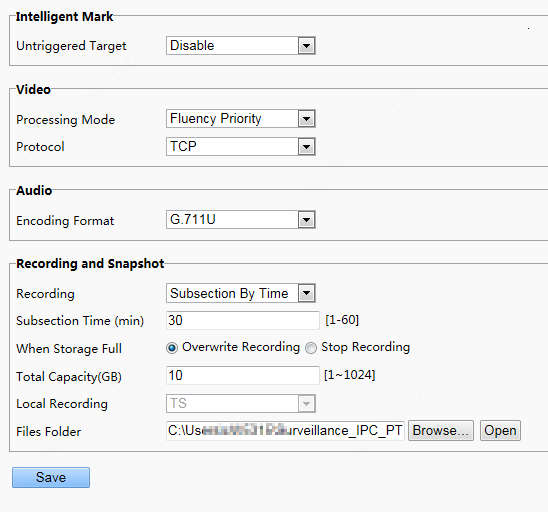 Intelligent Mark
Untriggered Target Disable
Video
Processing Mode Fluency Priority
Protocol TCP
Audio
Encoding Format G.711U
Recording and Snapshot
Recording Subsection By Time
Subsection Time (min) 30 [1-60]
When Storage Full Overwrite Recording Stop Recording
Total Capacity(GB) 10 [1~1024]
Local Recording TS
Files Folder C:\Use urveillance_IPC_PT Browse... Open
Save